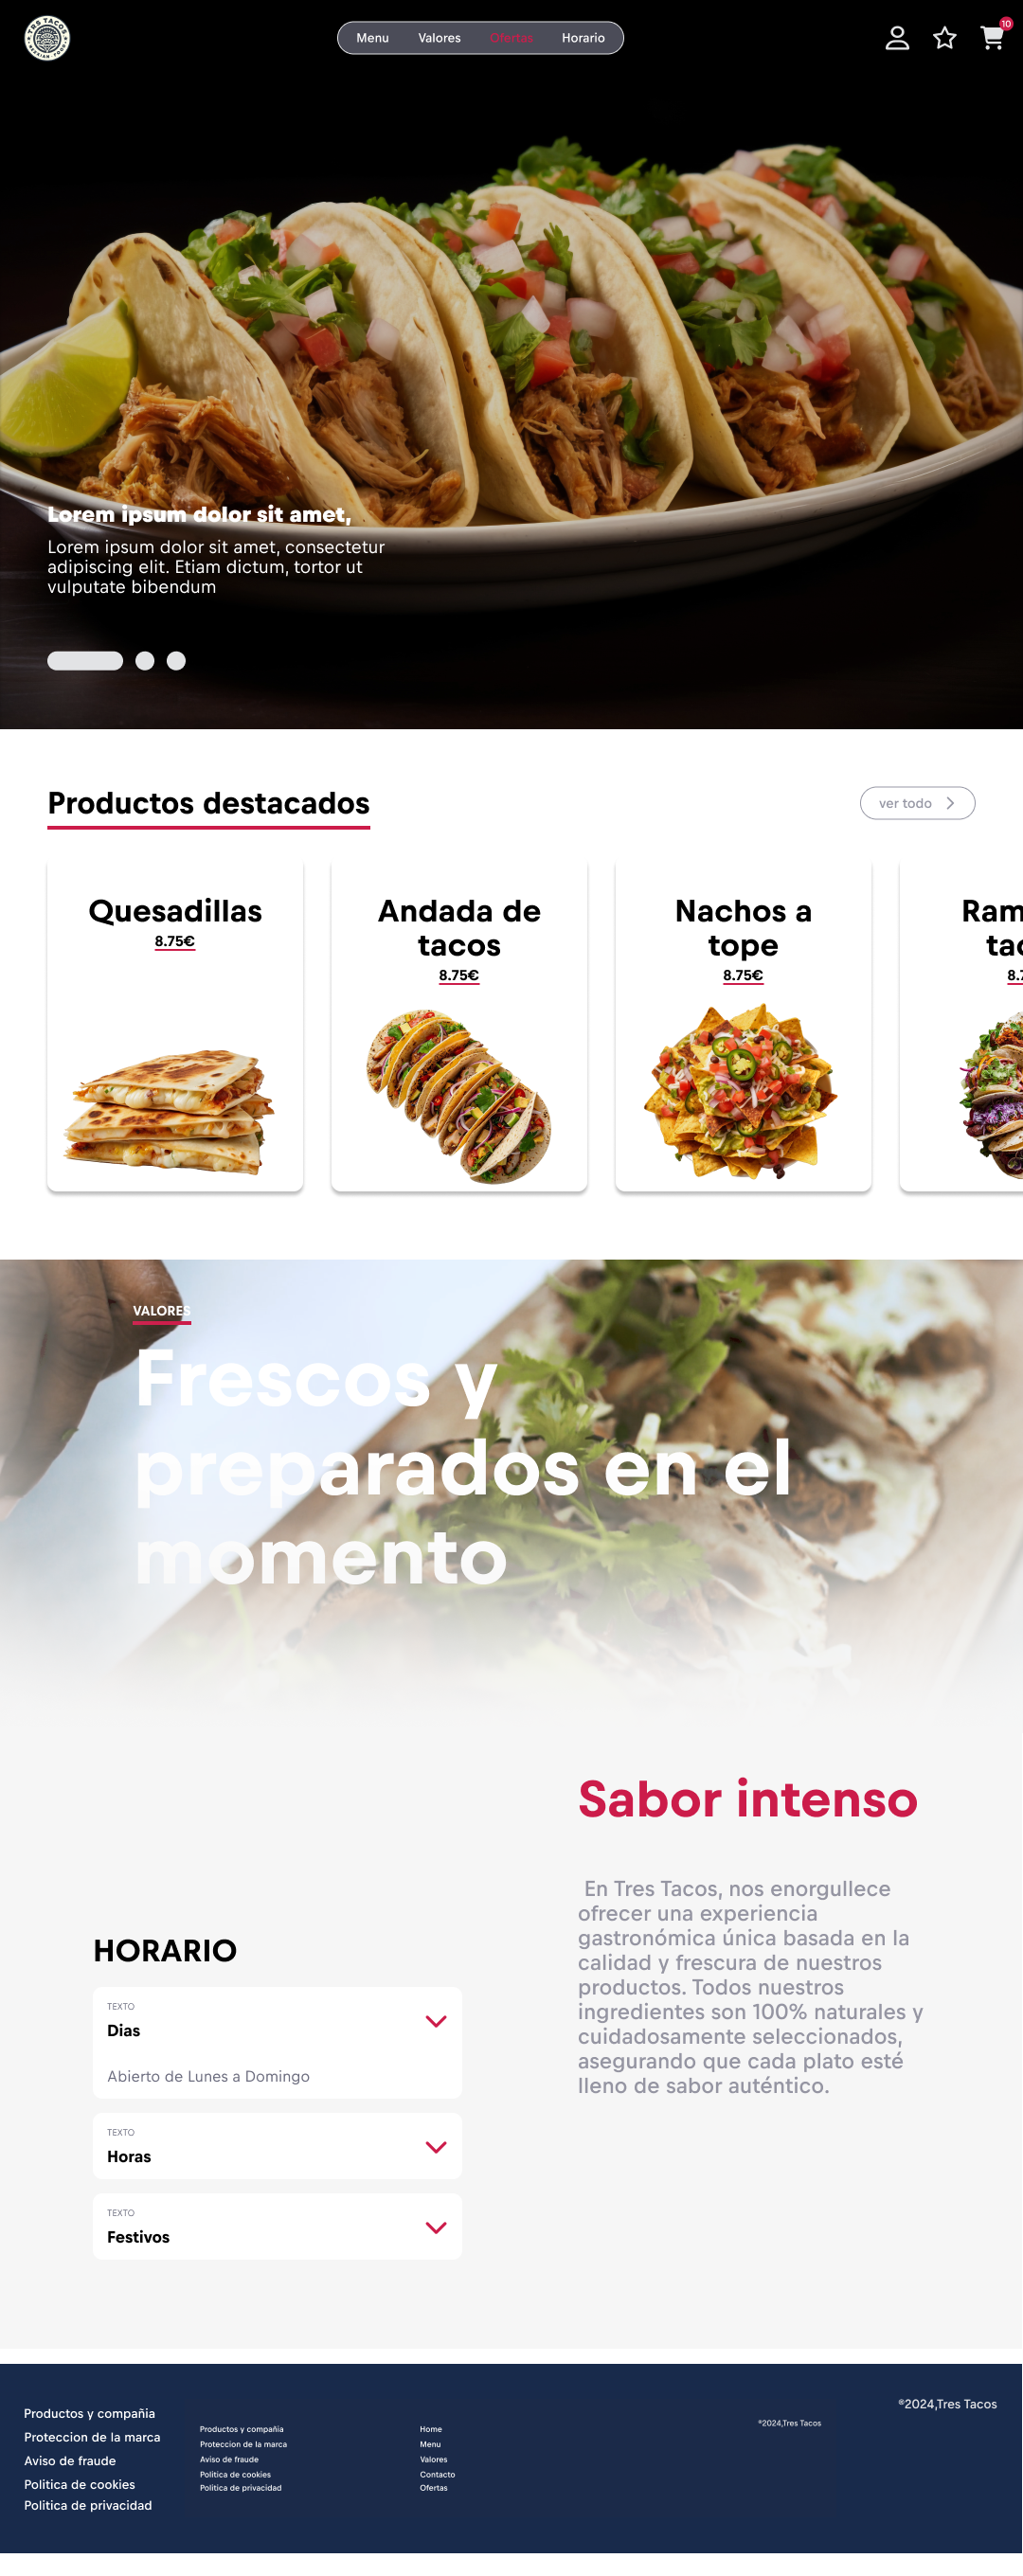 TRES TACOS
Menu Valores Ofertas Horario
10
Lorem ipsum dolor sit amet,
Lorem ipsum dolor sit amet, consectetur
adipiscing elit. Etiam dictum, tortor ut
vulputate bibendum
Productos destacados
ver todo
Quesadillas
8.75€
Andada de
tacos
8.75€
Nachos a
tope
8.75€
VALORES
Frescos y
preparados en el
momento
Sabor intenso
En Tres Tacos, nos enorgullece
ofrecer una experiencia
gastronómica única basada en la
calidad y frescura de nuestros
productos. Todos nuestros
ingredientes son 100% naturales y
cuidadosamente seleccionados,
asegurando que cada plato esté
lleno de sabor auténtico.
HORARIO
TEXTO
Dias
Abierto de Lunes a Domingo
TEXTO
Horas
TEXTO
Festivos
Productos y compañia
Proteccion de la marca
Aviso de fraude
Politica de cookies
Politica de privacidad
Productos y compañia
Proteccion de la marca
Aviso de fraude
Politica de cookies
Politica de privacidad
Home
Menu
Valores
Contacto
Ofertas
®2024,Tres Tacos
®2024,Tres Tacos